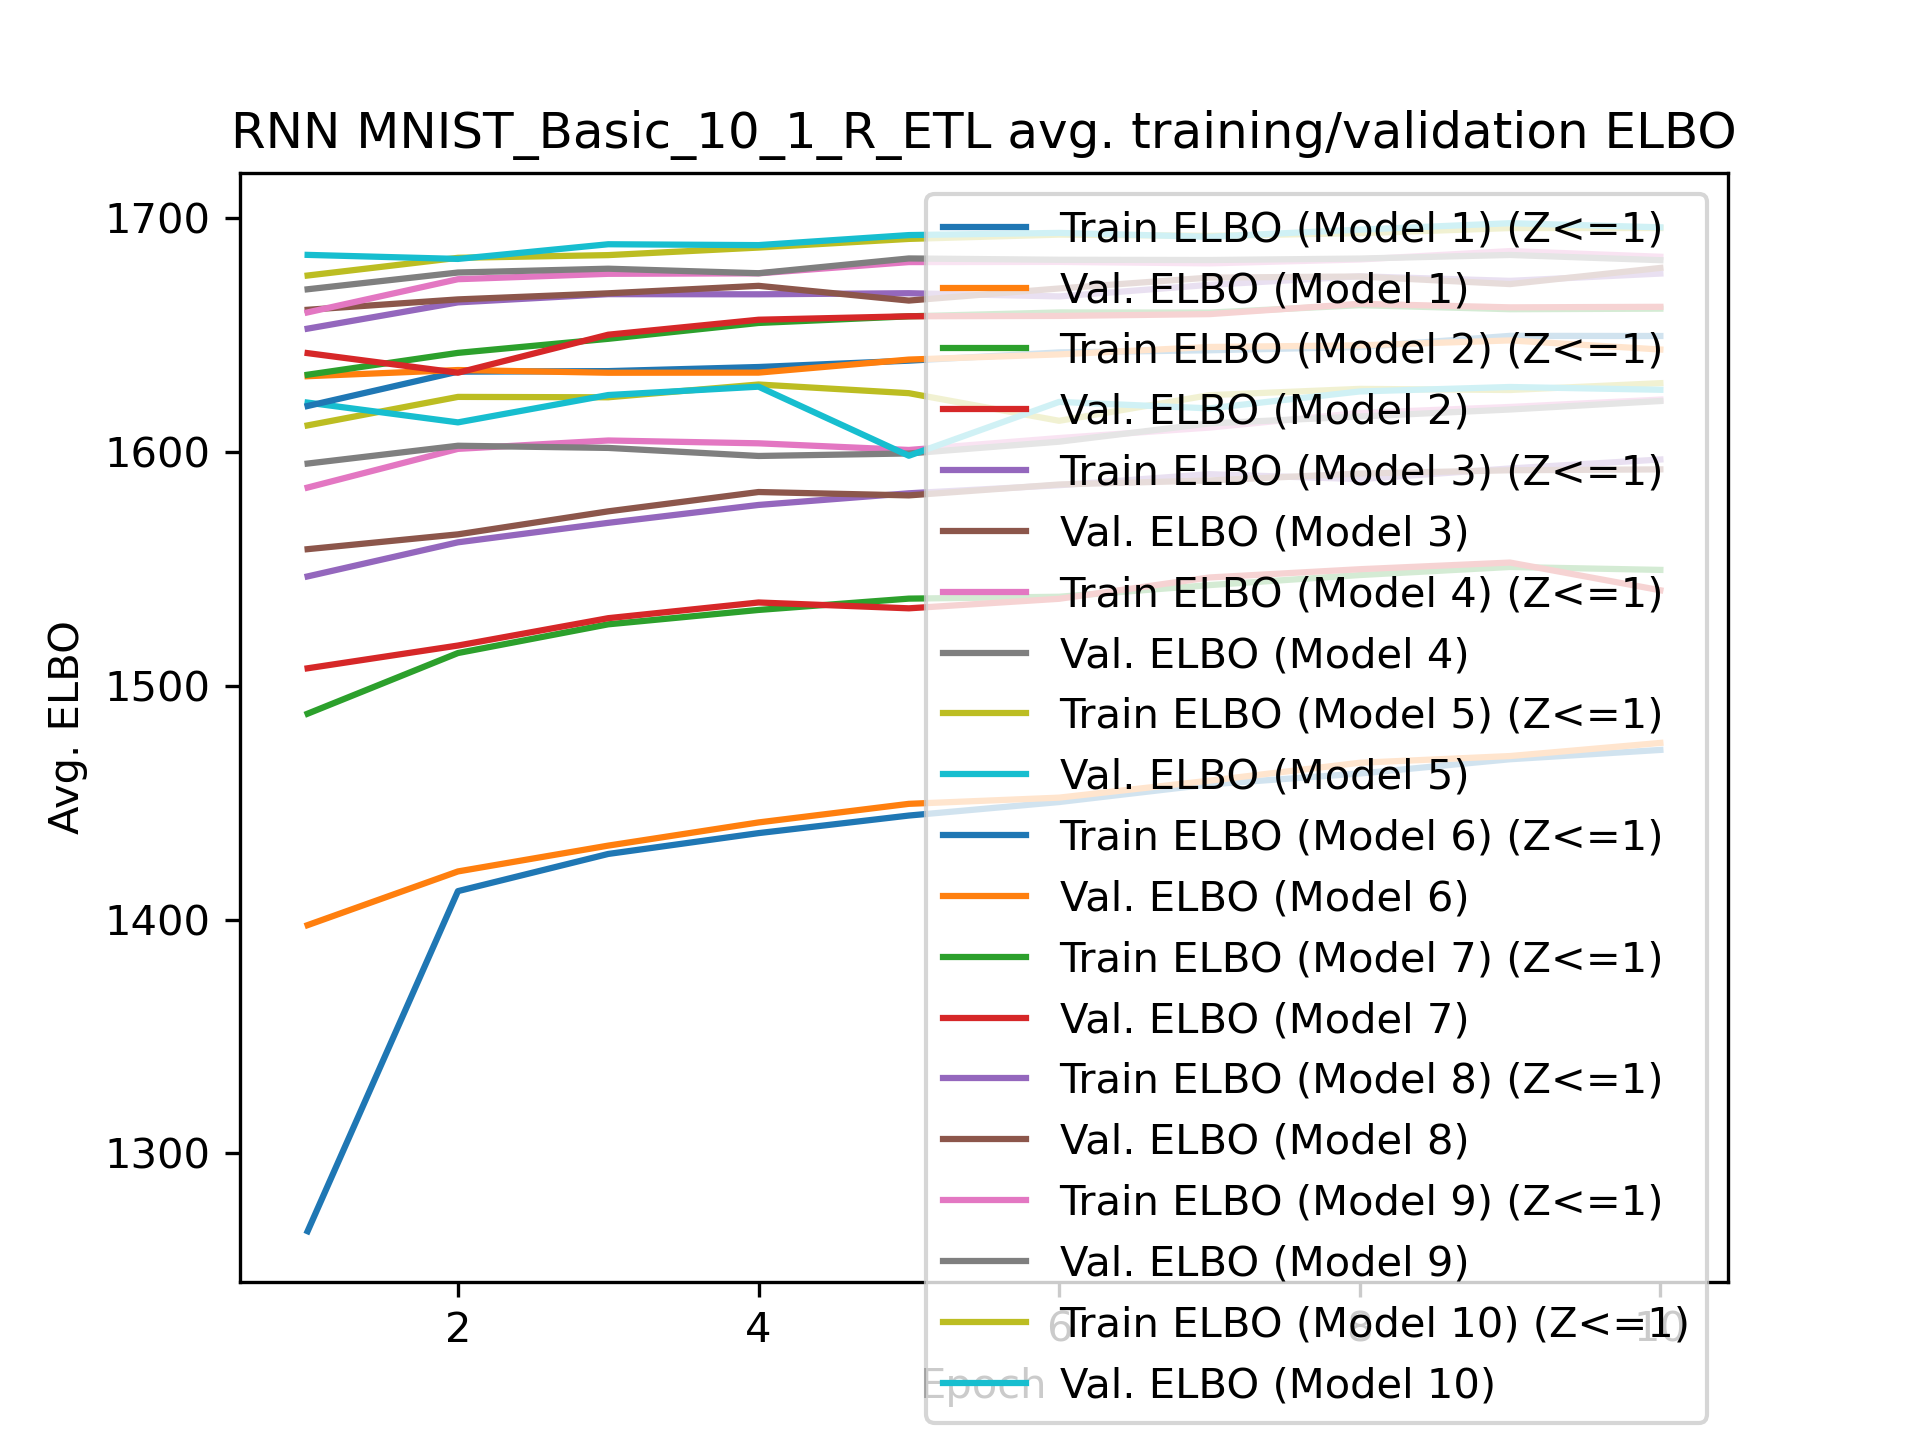 RNN MNIST_Basic_10_1_R_ETL avg. training/validation ELBO
Avg. ELBO
1700
1600
1500
1400
1300
Train ELBO (Model 1) (Z<=1)
Val. ELBO (Model 1)
Train ELBO (Model 2) (Z<=1)
Val. ELBO (Model 2)
Train ELBO (Model 3) (Z<=1)
Val. ELBO (Model 3)
Train ELBO (Model 4) (Z<=1)
Val. ELBO (Model 4)
Train ELBO (Model 5) (Z<=1)
Val. ELBO (Model 5)
Train ELBO (Model 6) (Z<=1)
Val. ELBO (Model 6)
Train ELBO (Model 7) (Z<=1)
Val. ELBO (Model 7)
Train ELBO (Model 8) (Z<=1)
Val. ELBO (Model 8)
Train ELBO (Model 9) (Z<=1)
Val. ELBO (Model 9)
Train ELBO (Model 10) (Z<=1)
Val. ELBO (Model 10)
2 4 6 8 10
Epoch